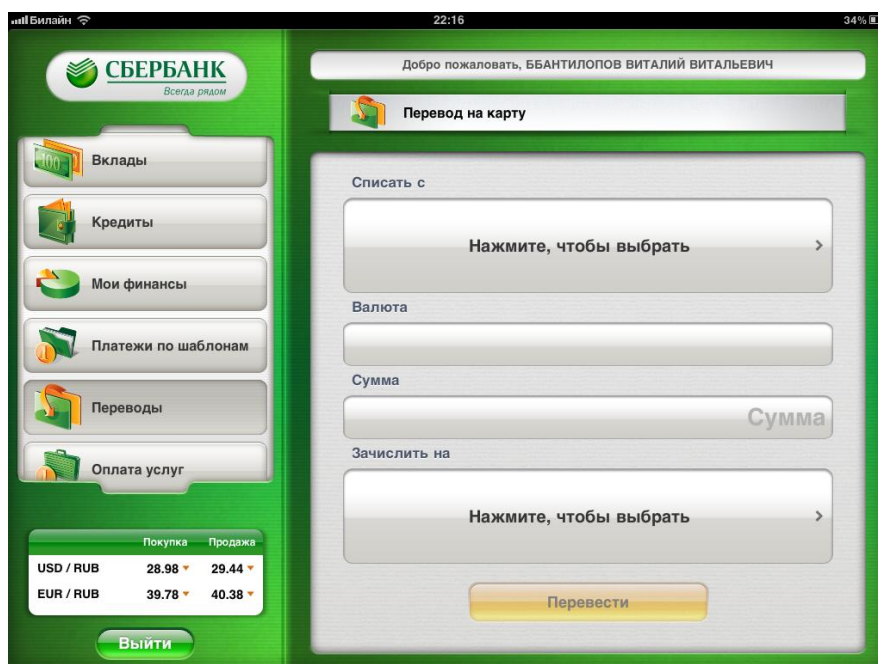 Билайн 22:16 34%
СБЕРБАНК
Всегда рядом
Добро пожаловать, ББАНТИЛОПОВ ВИТАЛИЙ ВИТАЛЬЕВИЧ
Перевод на карту
100
Вклады
Кредиты
Мои финансы
Платежи по шаблонам
Переводы
Оплата услуг
Покупка Продажа
USD / RUB 28.98 29.44
EUR / RUB 39.78 40.38
Выйти
Списать с
Нажмите, чтобы выбрать
Валюта
Сумма
Сумма
Зачислить на
Нажмите, чтобы выбрать
Перевести